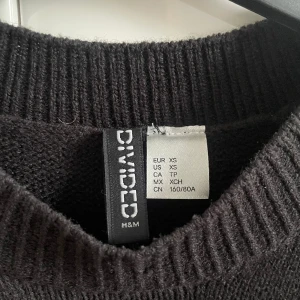 DIVIDED
H&M
EUR XS
US XS
CA TP
MX XCH
CN 160/80A